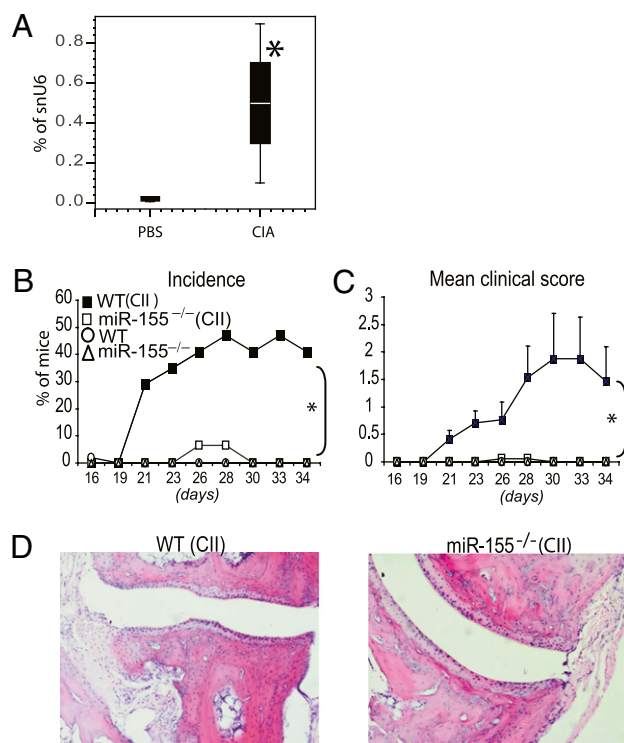 A
% of snU6
0.8
0.6
0.4
0.2
0.0
*
PBS CIA
B
Incidence
% of mice
60
50
40
30
20
10
0
WT(CII)
miR-155⁻/⁻(CII)
WT
miR-155⁻/⁻
*
16 19 21 23 26 28 30 33 34
(days)
C
Mean clinical score
3
2.5
2
1.5
1
0.5
0
*
16 19 21 23 26 28 30 33 34
(days)
D
WT (CII)
miR-155⁻/⁻(CII)